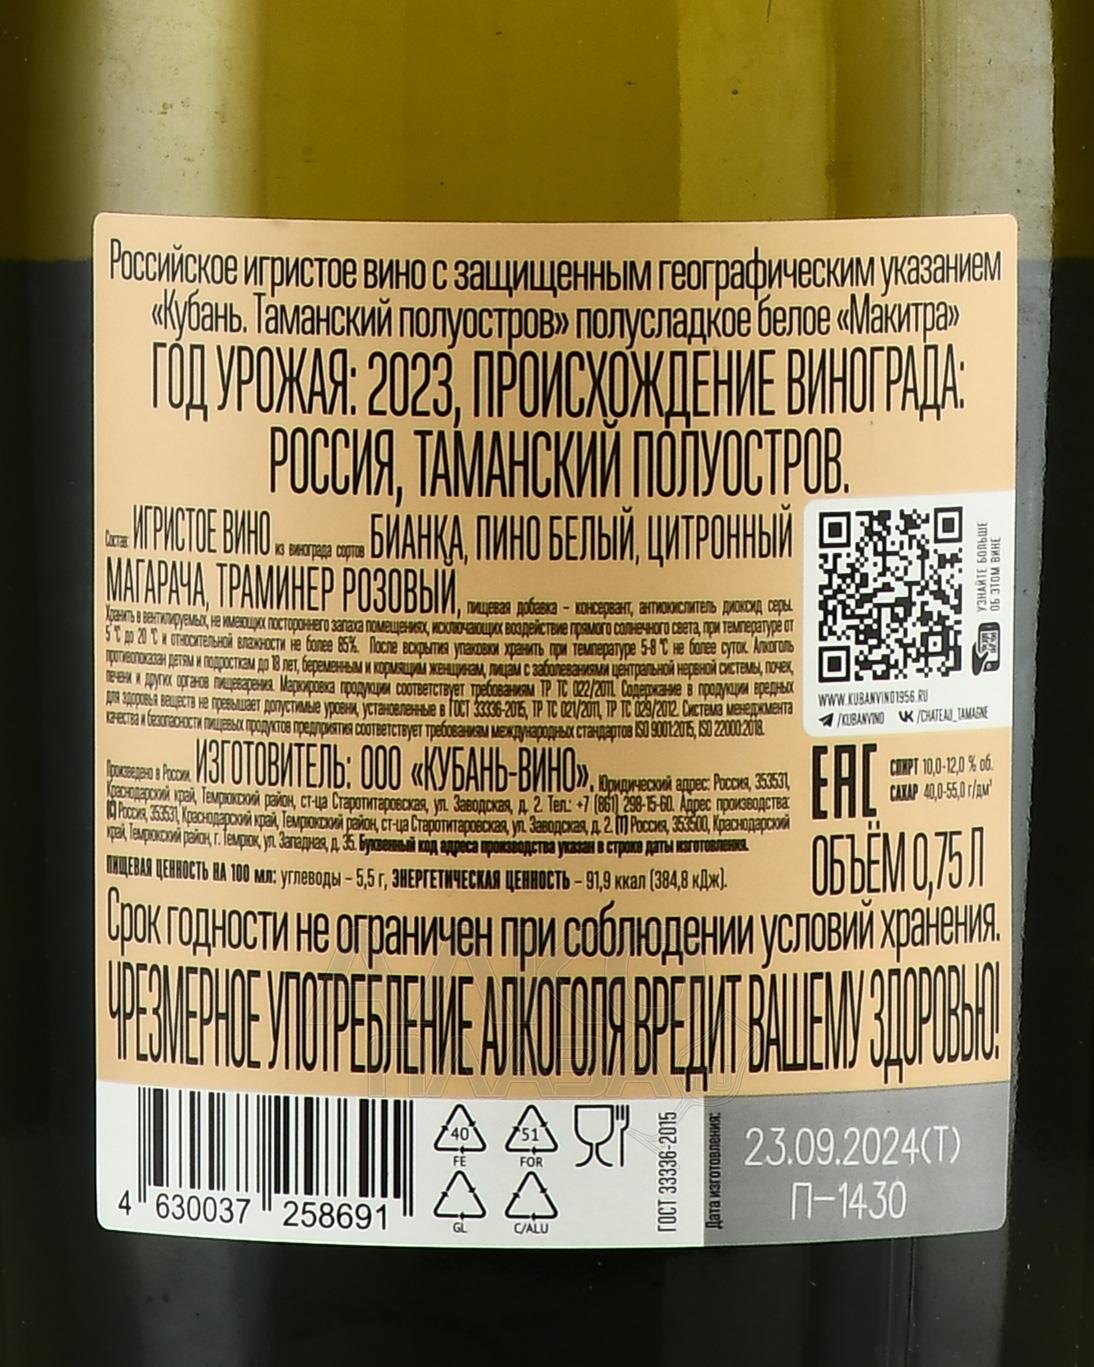 Российское игристое вино с защищенным географическим указанием
«Кубань. Таманский полуостров» полусладкое белое «Макитра»
ГОД УРОЖАЯ: 2023, ПРОИСХОЖДЕНИЕ ВИНОГРАДА:
РОССИЯ, ТАМАНСКИЙ ПОЛУОСТРОВ.
Состав: ИГРИСТОЕ ВИНО из винограда сортов БИАНКА, ПИНО БЕЛЫЙ, ЦИТРОННЫЙ
МАГАРАЧА, ТРАМИНЕР РОЗОВЫЙ, пищевая добавка – консервант, антиокислитель диоксид серы.
Хранить в вентилируемых, не имеющих постороннего запаха помещениях, исключающих воздействие прямого солнечного света, при температуре от
5 °C до 20 °C и относительной влажности не более 85%. После вскрытия упаковки хранить при температуре 5-8 °C не более суток. Алкоголь
противопоказан детям и подросткам до 18 лет, беременным и кормящим женщинам, лицам с заболеваниями центральной нервной системы, почек,
печени и других органов пищеварения. Маркировка продукции соответствует требованиям ТР ТС 022/2011. Содержание в продукции вредных
для здоровья веществ не превышает допустимые уровни, установленные в ГОСТ 33336-2015, ТР ТС 021/2011, ТР ТС 029/2012. Система менеджмента
качества и безопасности пищевых продуктов предприятия соответствует требованиям международных стандартов ISO 9001:2015, ISO 22000:2018.
Произведено в России. ИЗГОТОВИТЕЛЬ: ООО «КУБАНЬ-ВИНО». Юридический адрес: Россия, 353531,
Краснодарский край, Темрюкский район, ст-ца Старотитаровская, ул. Заводская, д. 2. Тел.: +7 (861) 298-15-60. Адрес производства:
(С) Россия, 353531, Краснодарский край, Темрюкский район, ст-ца Старотитаровская, ул. Заводская, д. 2. (Т) Россия, 353500, Краснодарский
край, Темрюкский район, г. Темрюк, ул. Западная, д. 35. Буквенный код адреса производства указан в строке даты изготовления.
ПИЩЕВАЯ ЦЕННОСТЬ НА 100 мл: углеводы – 5,5 г, ЭНЕРГЕТИЧЕСКАЯ ЦЕННОСТЬ – 91,9 ккал (384,8 кДж).
УЗНАЙТЕ БОЛЬШЕ
ОБ ЭТОМ ВИНЕ
WWW.KUBANVINO1956.RU
/KUBANVINO /CHATEAU_TAMAGNE
EAC
СПИРТ 10,0-12,0 % об.
САХАР 40,0-55,0 г/дм³
ОБЪЁМ 0,75 Л
Срок годности не ограничен при соблюдении условий хранения.
ЧРЕЗМЕРНОЕ УПОТРЕБЛЕНИЕ АЛКОГОЛЯ ВРЕДИТ ВАШЕМУ ЗДОРОВЬЮ!
4 630037 258691
40
FE
51
FOR
GL
C/ALU
ГОСТ 33336-2015
Дата изготовления:
23.09.2024(Т)
П-1430